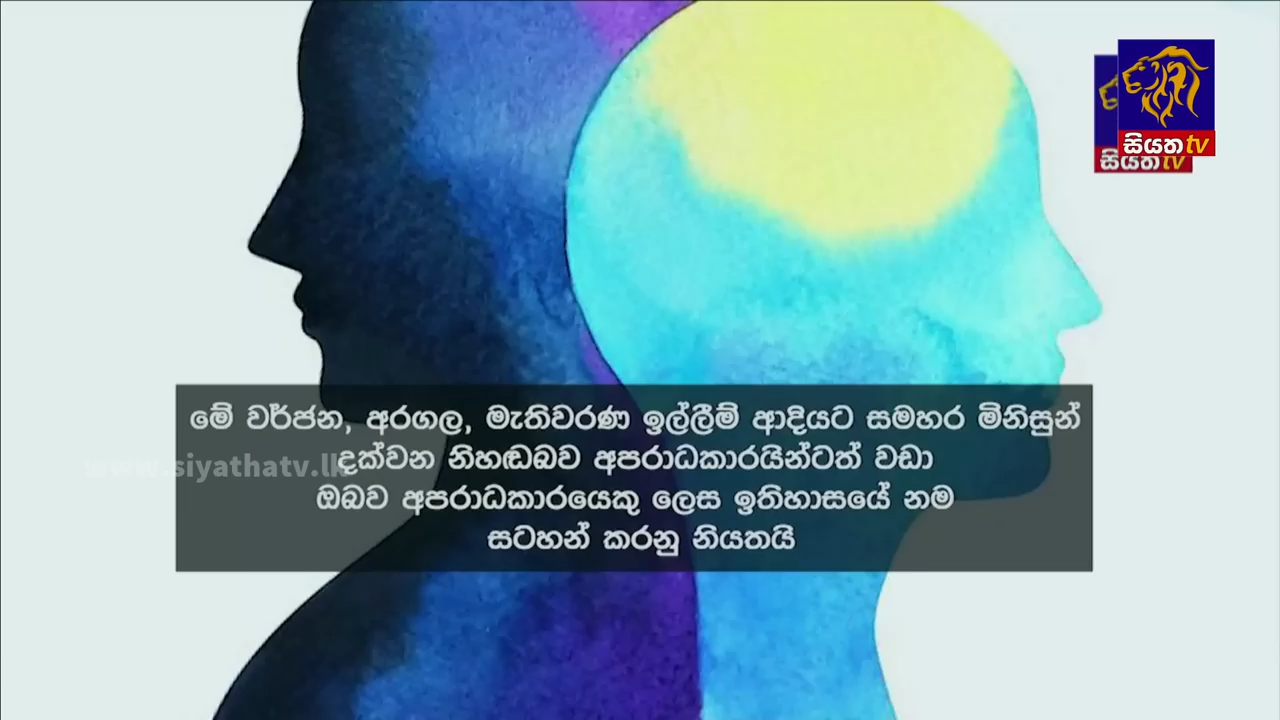 සියත tv
සියත tv
මේ වර්ජන, අරගල, මැතිවරණ ඉල්ලීම් ආදියට සමහර මිනිසුන්
www.siyathatv.lk
දක්වන නිහඬබව අපරාධකාරයින්ටත් වඩා
ඔබව අපරාධකාරයෙකු ලෙස ඉතිහාසයේ නම
සටහන් කරනු නියතයි